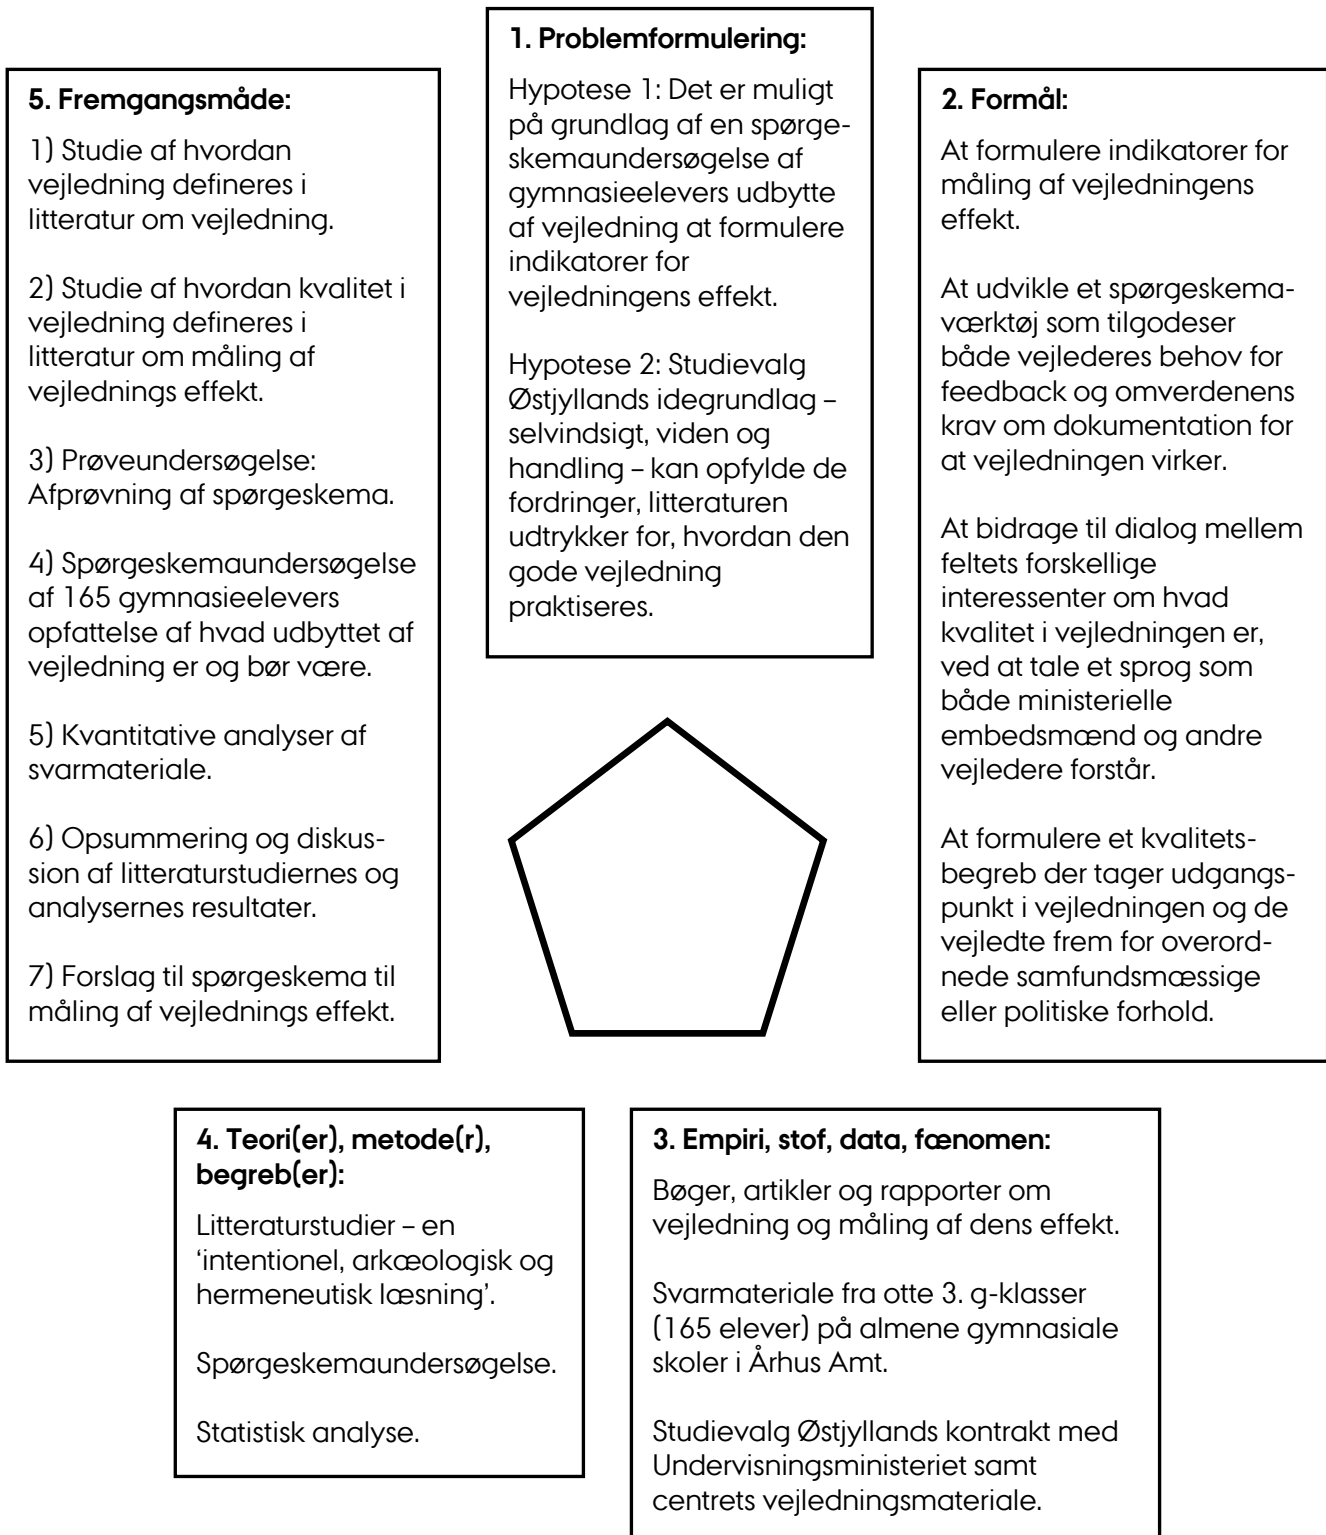 1. Problemformulering:
Hypotese 1: Det er muligt
på grundlag af en spørge-
skemaundersøgelse af
gymnasieelevers udbytte
af vejledning at formulere
indikatorer for
vejledningens effekt.
Hypotese 2: Studievalg
Østjyllands idegrundlag –
selvindsigt, viden og
handling – kan opfylde de
fordringer, litteraturen
udtrykker for, hvordan den
gode vejledning
praktiseres.
2. Formål:
At formulere indikatorer for
måling af vejledningens
effekt.
At udvikle et spørgeskema-
værktøj som tilgodeser
både vejlederes behov for
feedback og omverdenens
krav om dokumentation for
at vejledningen virker.
At bidrage til dialog mellem
feltets forskellige
interessenter om hvad
kvalitet i vejledningen er,
ved at tale et sprog som
både ministerielle
embedsmænd og andre
vejledere forstår.
At formulere et kvalitets-
begreb der tager udgangs-
punkt i vejledningen og de
vejledte frem for overord-
nede samfundsmæssige
eller politiske forhold.
3. Empiri, stof, data, fænomen:
Bøger, artikler og rapporter om
vejledning og måling af dens effekt.
Svarmateriale fra otte 3. g-klasser
(165 elever) på almene gymnasiale
skoler i Århus Amt.
Studievalg Østjyllands kontrakt med
Undervisningsministeriet samt
centrets vejledningsmateriale.
4. Teori(er), metode(r),
begreb(er):
Litteraturstudier – en
‘intentionel, arkæologisk og
hermeneutisk læsning’.
Spørgeskemaundersøgelse.
Statistisk analyse.
5. Fremgangsmåde:
1) Studie af hvordan
vejledning defineres i
litteratur om vejledning.
2) Studie af hvordan kvalitet i
vejledning defineres i
litteratur om måling af
vejlednings effekt.
3) Prøveundersøgelse:
Afprøvning af spørgeskema.
4) Spørgeskemaundersøgelse
af 165 gymnasieelevers
opfattelse af hvad udbyttet af
vejledning er og bør være.
5) Kvantitative analyser af
svarmateriale.
6) Opsummering og diskus-
sion af litteraturstudiernes og
analysernes resultater.
7) Forslag til spørgeskema til
måling af vejlednings effekt.